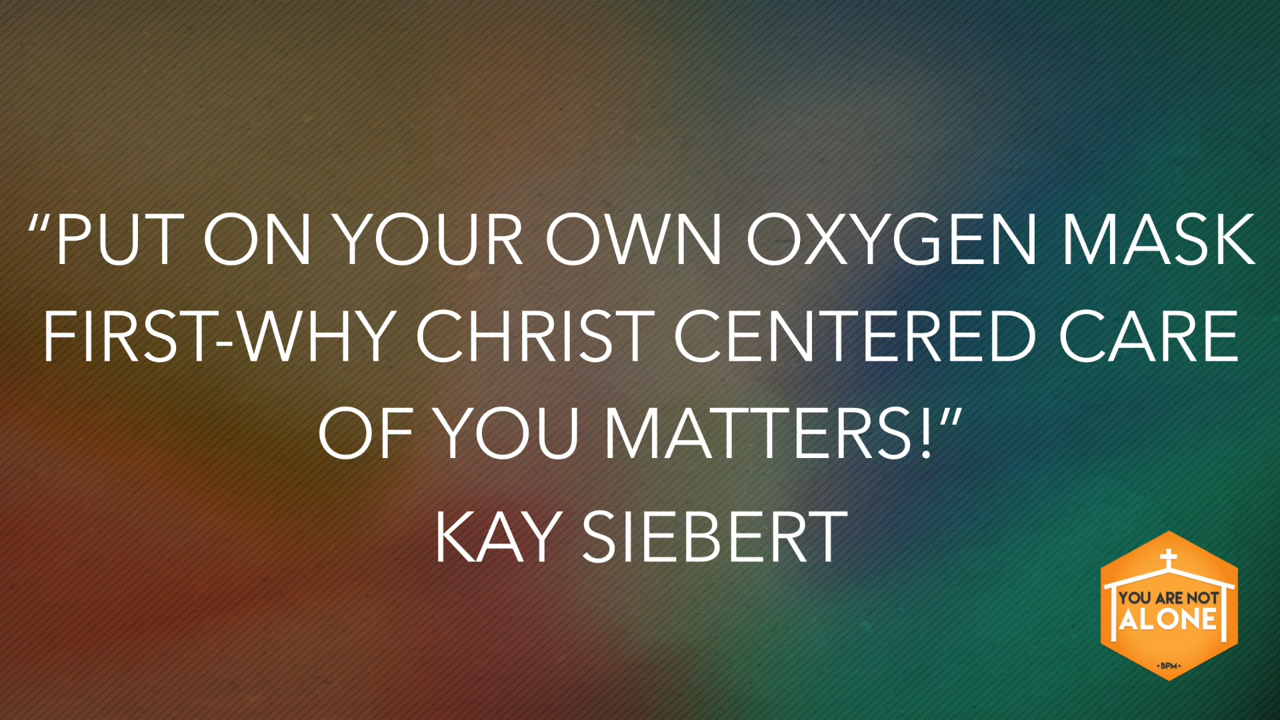 “PUT ON YOUR OWN OXYGEN MASK
FIRST-WHY CHRIST CENTERED CARE
OF YOU MATTERS!”
KAY SIEBERT
YOU ARE NOT
ALONE
•BPM•